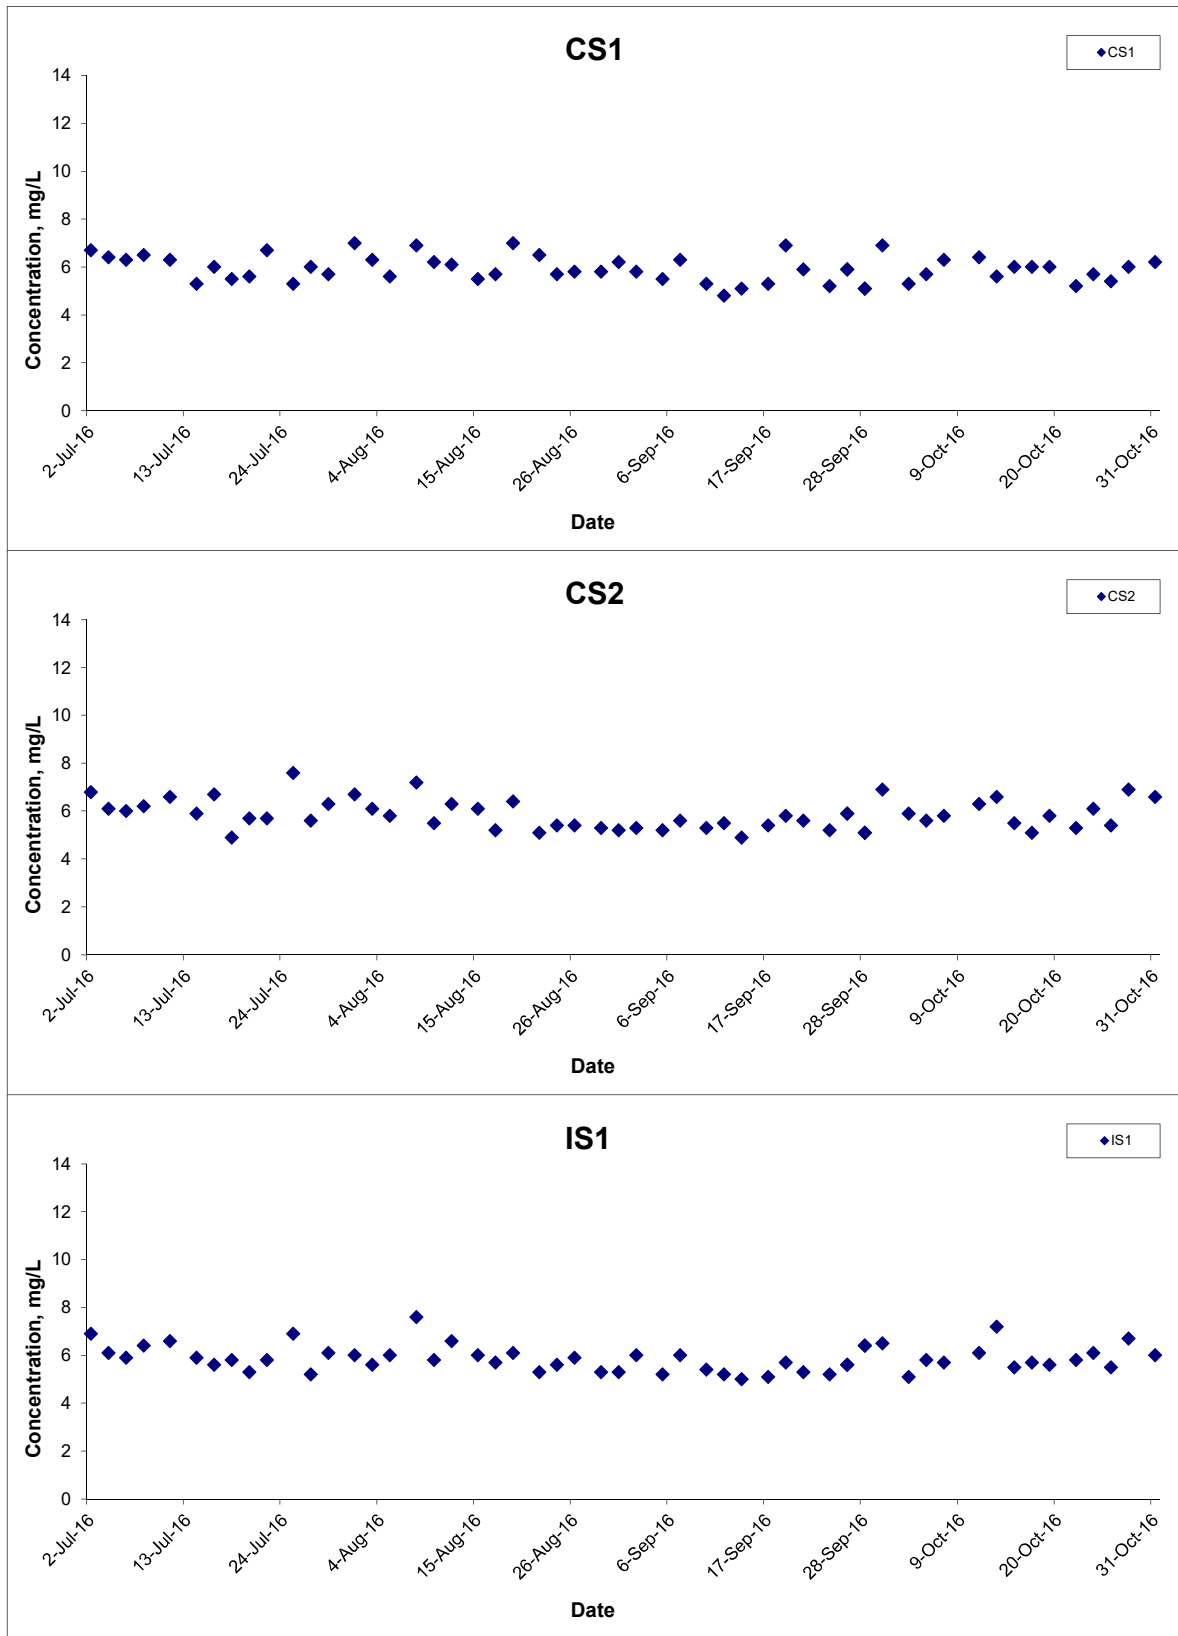 CS1
CS1
14
12
10
8
6
4
2
0
Concentration, mg/L
2-Jul-16
13-Jul-16
24-Jul-16
4-Aug-16
15-Aug-16
26-Aug-16
6-Sep-16
17-Sep-16
28-Sep-16
9-Oct-16
20-Oct-16
31-Oct-16
Date
CS2
CS2
14
12
10
8
6
4
2
0
Concentration, mg/L
2-Jul-16
13-Jul-16
24-Jul-16
4-Aug-16
15-Aug-16
26-Aug-16
6-Sep-16
17-Sep-16
28-Sep-16
9-Oct-16
20-Oct-16
31-Oct-16
Date
IS1
IS1
14
12
10
8
6
4
2
0
Concentration, mg/L
2-Jul-16
13-Jul-16
24-Jul-16
4-Aug-16
15-Aug-16
26-Aug-16
6-Sep-16
17-Sep-16
28-Sep-16
9-Oct-16
20-Oct-16
31-Oct-16
Date